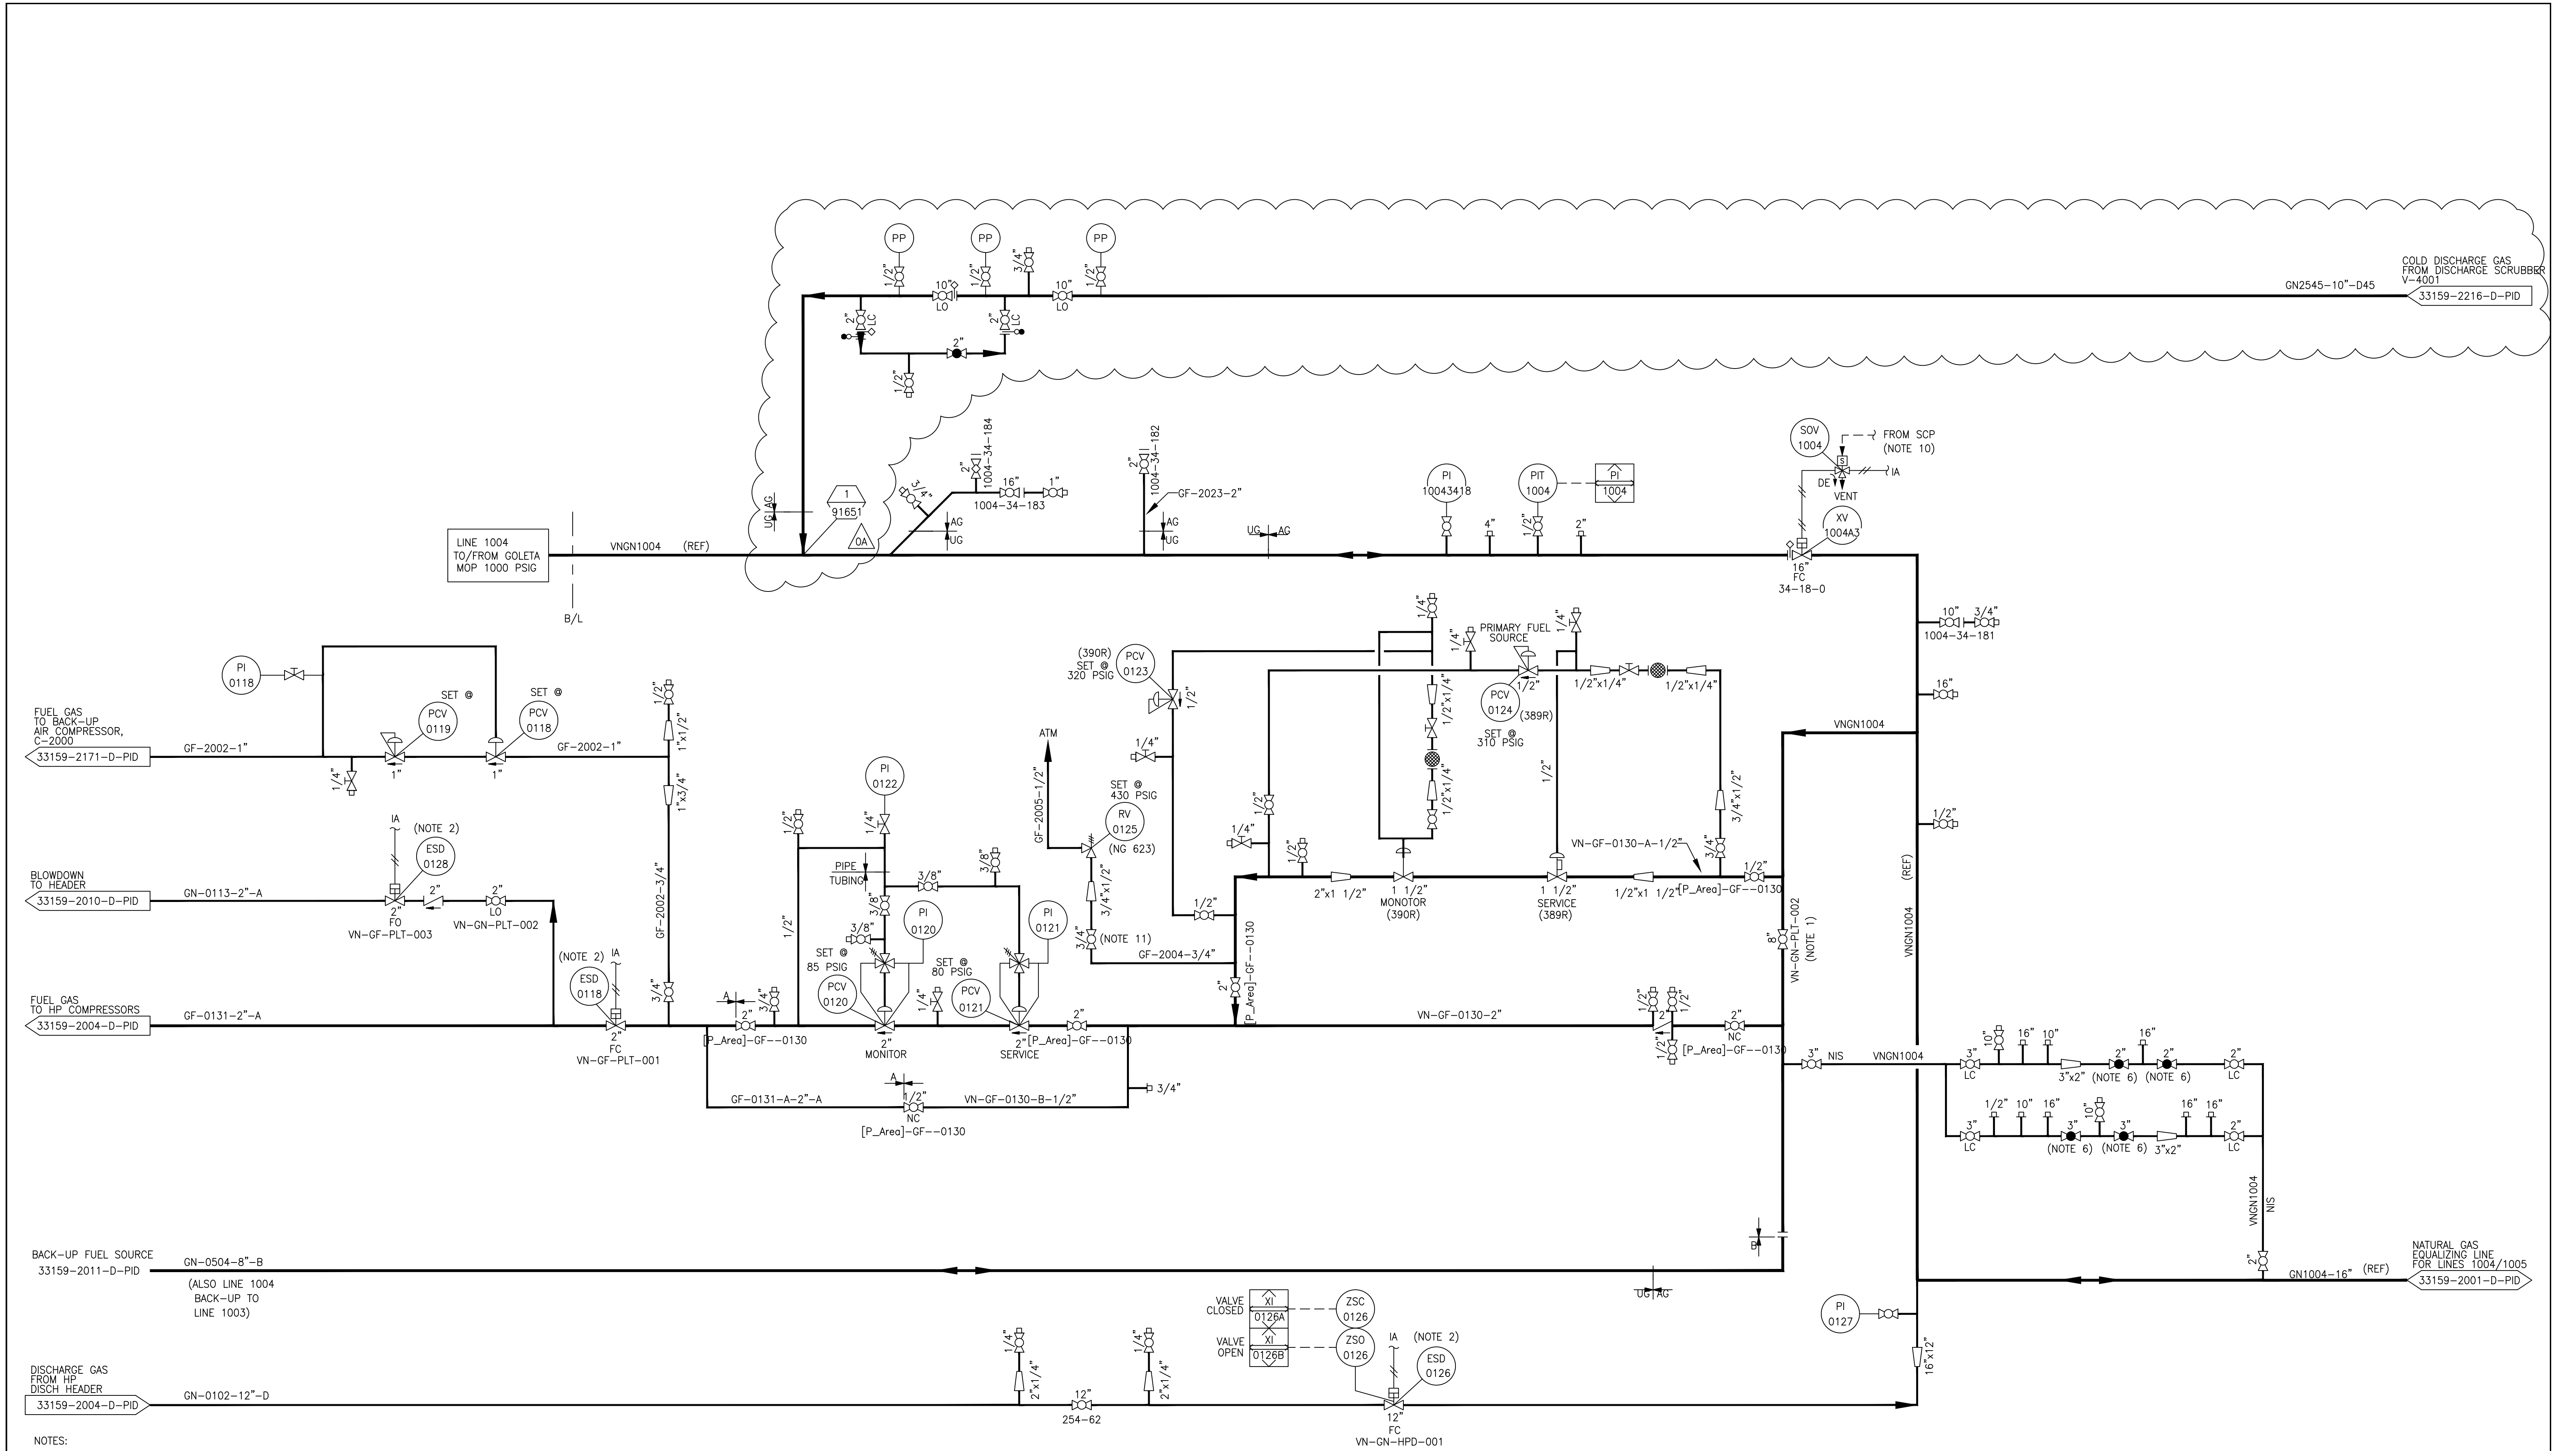 PP
PP
PP
1/2"
1/2"
3/4"
1/2"
10"
LO
10"
LO
COLD DISCHARGE GAS
FROM DISCHARGE SCRUBBER
V-4001
GN2545-10"-D45
33159-2216-D-PID
2"
LC
2"
LC
2"
1/2"
UG
AG
1
91651
0A
3/4"
2"
1004-34-184
16"
1"
1004-34-183
AG
UG
2"
1004-34-182
GF-2023-2"
AG
UG
UG
AG
PI
10043418
4"
PIT
1004
1/2"
PI
1004
2"
SOV
1004
FROM SCP
(NOTE 10)
S
IA
DE
VENT
XV
1004A3
16"
FC
34-18-0
LINE 1004
TO/FROM GOLETA
MOP 1000 PSIG
VNGN1004
(REF)
B/L
10"
3/4"
1004-34-181
16"
VNGN1004
1/2"
(REF)
VNGN1004
PI
0118
SET @
PCV
0119
SET @
PCV
0118
FUEL GAS
TO BACK-UP
AIR COMPRESSOR,
C-2000
33159-2171-D-PID
GF-2002-1"
1/4"
1"
1"
GF-2002-1"
1/2"
1"x1/2"
1"x3/4"
GF-2002-3/4"
3/4"
IA
(NOTE 2)
ESD
0128
BLOWDOWN
TO HEADER
33159-2010-D-PID
GN-0113-2"-A
2"
FO
VN-GF-PLT-003
2"
2"
LO
VN-GN-PLT-002
(NOTE 2)
IA
ESD
0118
FUEL GAS
TO HP COMPRESSORS
33159-2004-D-PID
GF-0131-2"-A
2"
FC
VN-GF-PLT-001
A
2"
[P_Area]-GF--0130
3/4"
1/2"
1/2"
PI
0122
1/4"
PIPE
TUBING
3/8"
3/8"
3/8"
3/8"
PI
0120
SET @
85 PSIG
PCV
0120
PI
0121
SET @
80 PSIG
PCV
0121
1/4"
2"
MONITOR
2"
SERVICE
2"
[P_Area]-GF--0130
A
GF-0131-A-2"-A
1/2"
NC
[P_Area]-GF--0130
VN-GF-0130-B-1/2"
3/4"
ATM
GF-2005-1/2"
SET @
430 PSIG
RV
0125
(NG 623)
3/4"x1/2"
3/4"
(NOTE 11)
GF-2004-3/4"
(390R)
SET @
320 PSIG
PCV
0123
1/2"
1/4"
1/2"
1/4"
1/2"
1/2"
2"
[P_Area]-GF--0130
1/4"
1/2"x1/4"
1/2"x1/4"
1/4"
PRIMARY FUEL
SOURCE
1/4"
1/2"
PCV
0124
(389R)
SET @
310 PSIG
1/2"x1/4"
1/2"x1/4"
1/2"
3/4"x1/2"
3/4"
VN-GF-0130-A-1/2"
2"x1 1/2"
1 1/2"
MONOTOR
(390R)
1 1/2"
SERVICE
(389R)
1/2"x1 1/2"
1/2"
[P_Area]-GF--0130
8"
VN-GN-PLT-002
(NOTE 1)
VN-GF-0130-2"
1/2"
1/2"
1/2"
2"
NC
[P_Area]-GF--0130
3"
NIS
VNGN1004
3"
LC
10"
16"
10"
3"x2"
2"
(NOTE 6)
16"
2"
(NOTE 6)
2"
LC
3"
LC
1/2"
10"
16"
3"
(NOTE 6)
10"
3"
(NOTE 6)
3"x2"
16"
16"
2"
LC
VNGN1004
NIS
2"
B
BACK-UP FUEL SOURCE
33159-2011-D-PID
GN-0504-8"-B
(ALSO LINE 1004
BACK-UP TO
LINE 1003)
UG
AG
NATURAL GAS
EQUALIZING LINE
FOR LINES 1004/1005
GN1004-16"
(REF)
33159-2001-D-PID
PI
0127
16"x12"
VALVE
CLOSED
XI
0126A
ZSC
0126
VALVE
OPEN
XI
0126B
ZSO
0126
IA
(NOTE 2)
ESD
0126
DISCHARGE GAS
FROM HP
DISCH HEADER
33159-2004-D-PID
GN-0102-12"-D
1/4"
2"x1/4"
12"
254-62
1/4"
2"x1/4"
12"
FC
VN-GN-HPD-001
NOTES: